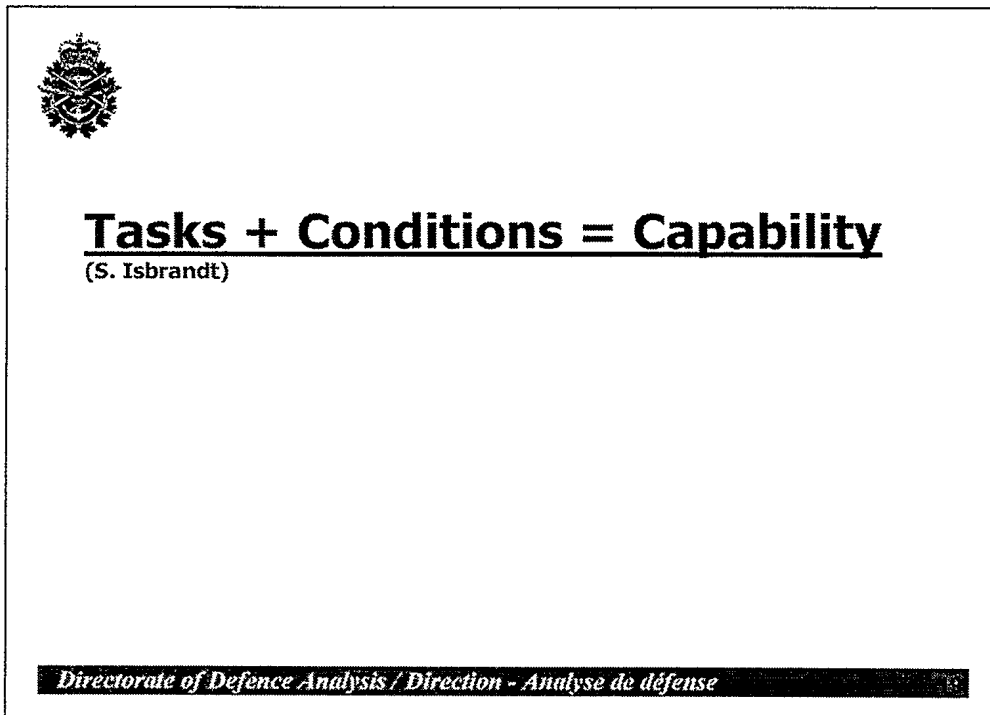 Tasks + Conditions = Capability
(S. Isbrandt)
Directorate of Defence Analysis / Direction - Analyse de défense